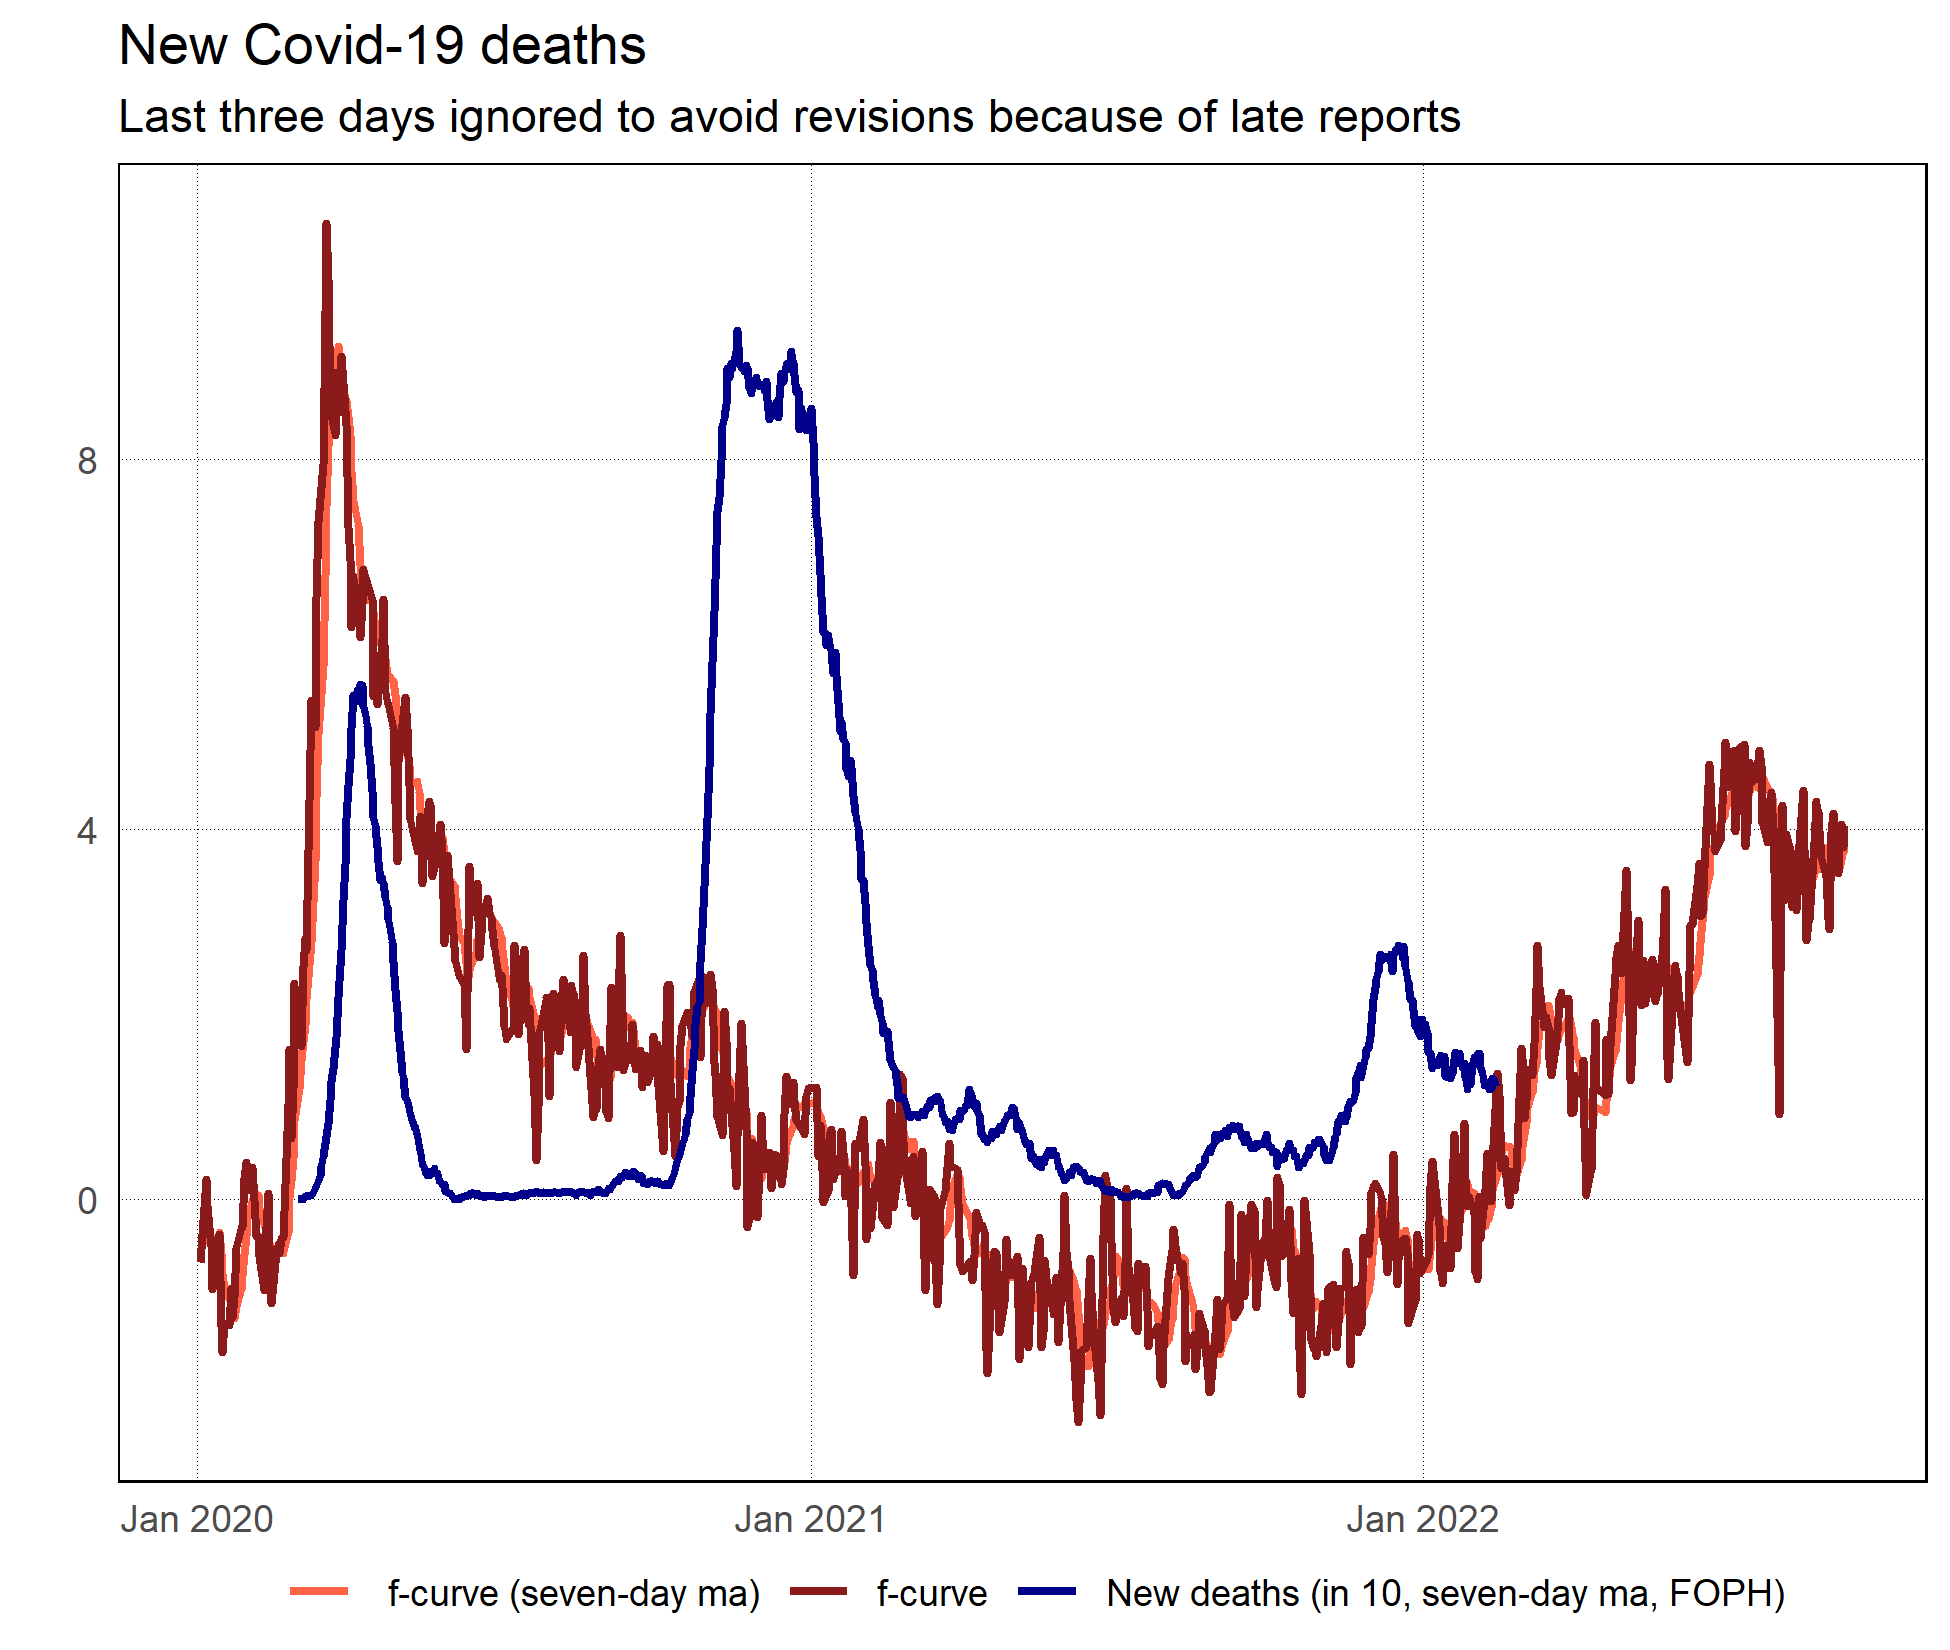 New Covid-19 deaths
Last three days ignored to avoid revisions because of late reports
8
4
0
Jan 2020 Jan 2021 Jan 2022
f-curve (seven-day ma) f-curve New deaths (in 10, seven-day ma, FOPH)